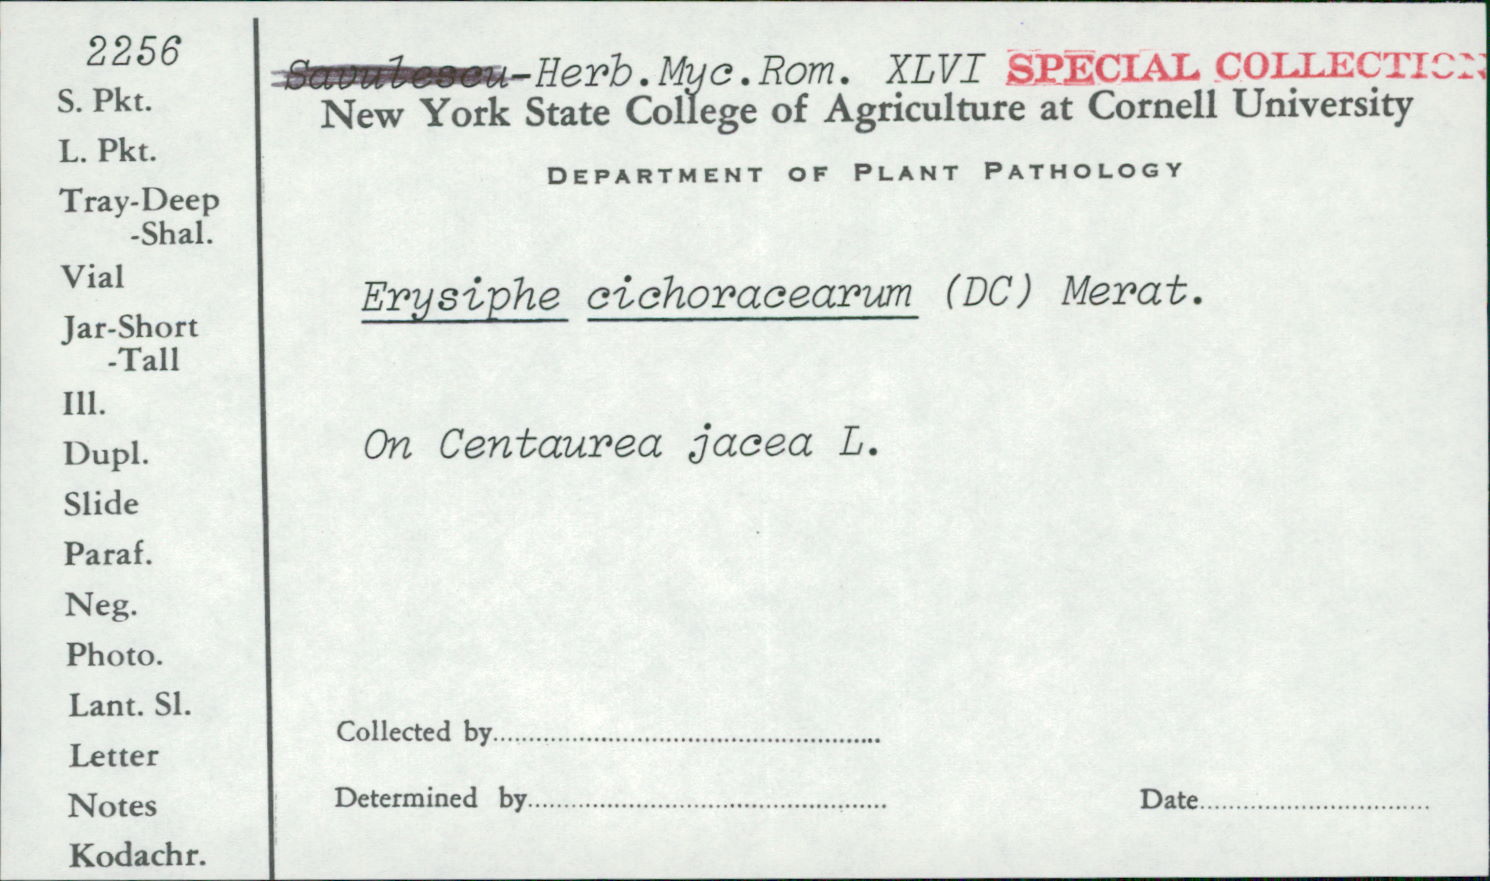 2256
S. Pkt.
L. Pkt.
Tray-Deep
-Shal.
Vial
Jar-Short
-Tall
Ill.
Dupl.
Slide
Paraf.
Neg.
Photo.
Lant. Sl.
Letter
Notes
Kodachr.
Savulescu-Herb.Myc.Rom. XLVI SPECIAL COLLECTION
New York State College of Agriculture at Cornell University
DEPARTMENT OF PLANT PATHOLOGY
Erysiphe cichoracearum (DC) Merat.
On Centaurea jacea L.
Collected by
Determined by
Date